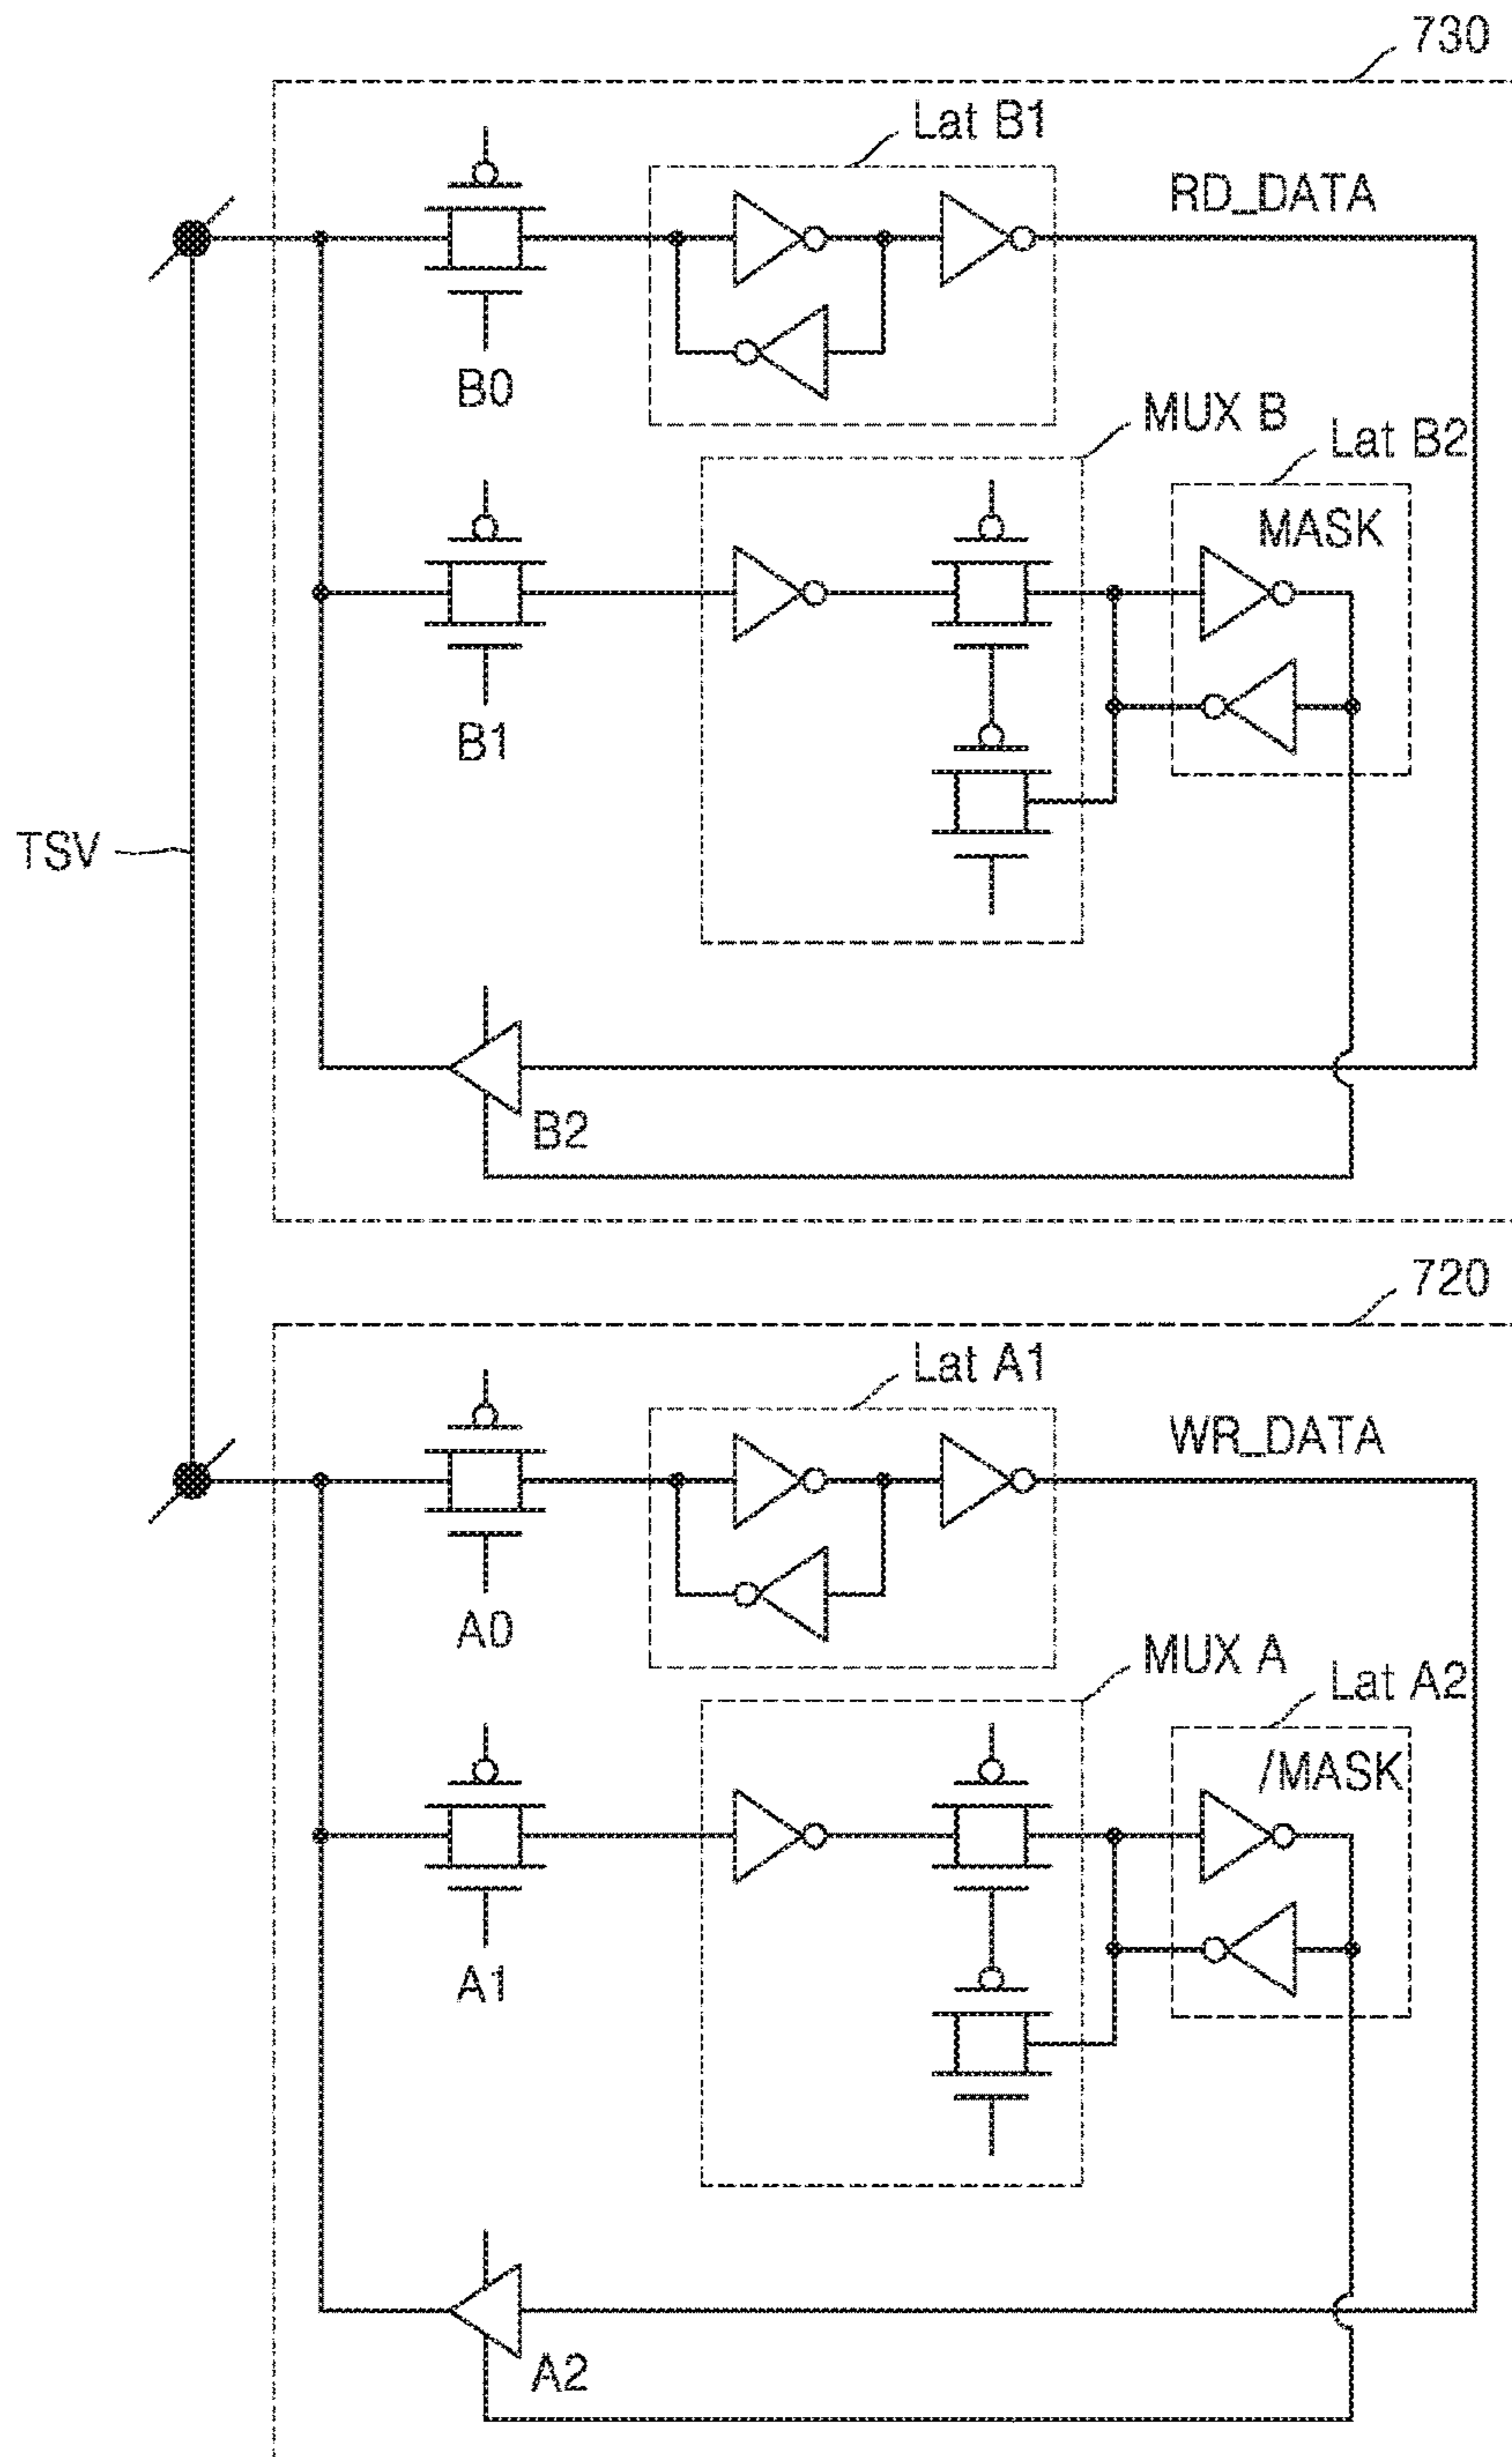 730
Lat B1
RD_DATA
B0
MUX B
Lat B2
MASK
B1
TSV
B2
720
Lat A1
WR_DATA
A0
MUX A
Lat A2
/MASK
A1
A2